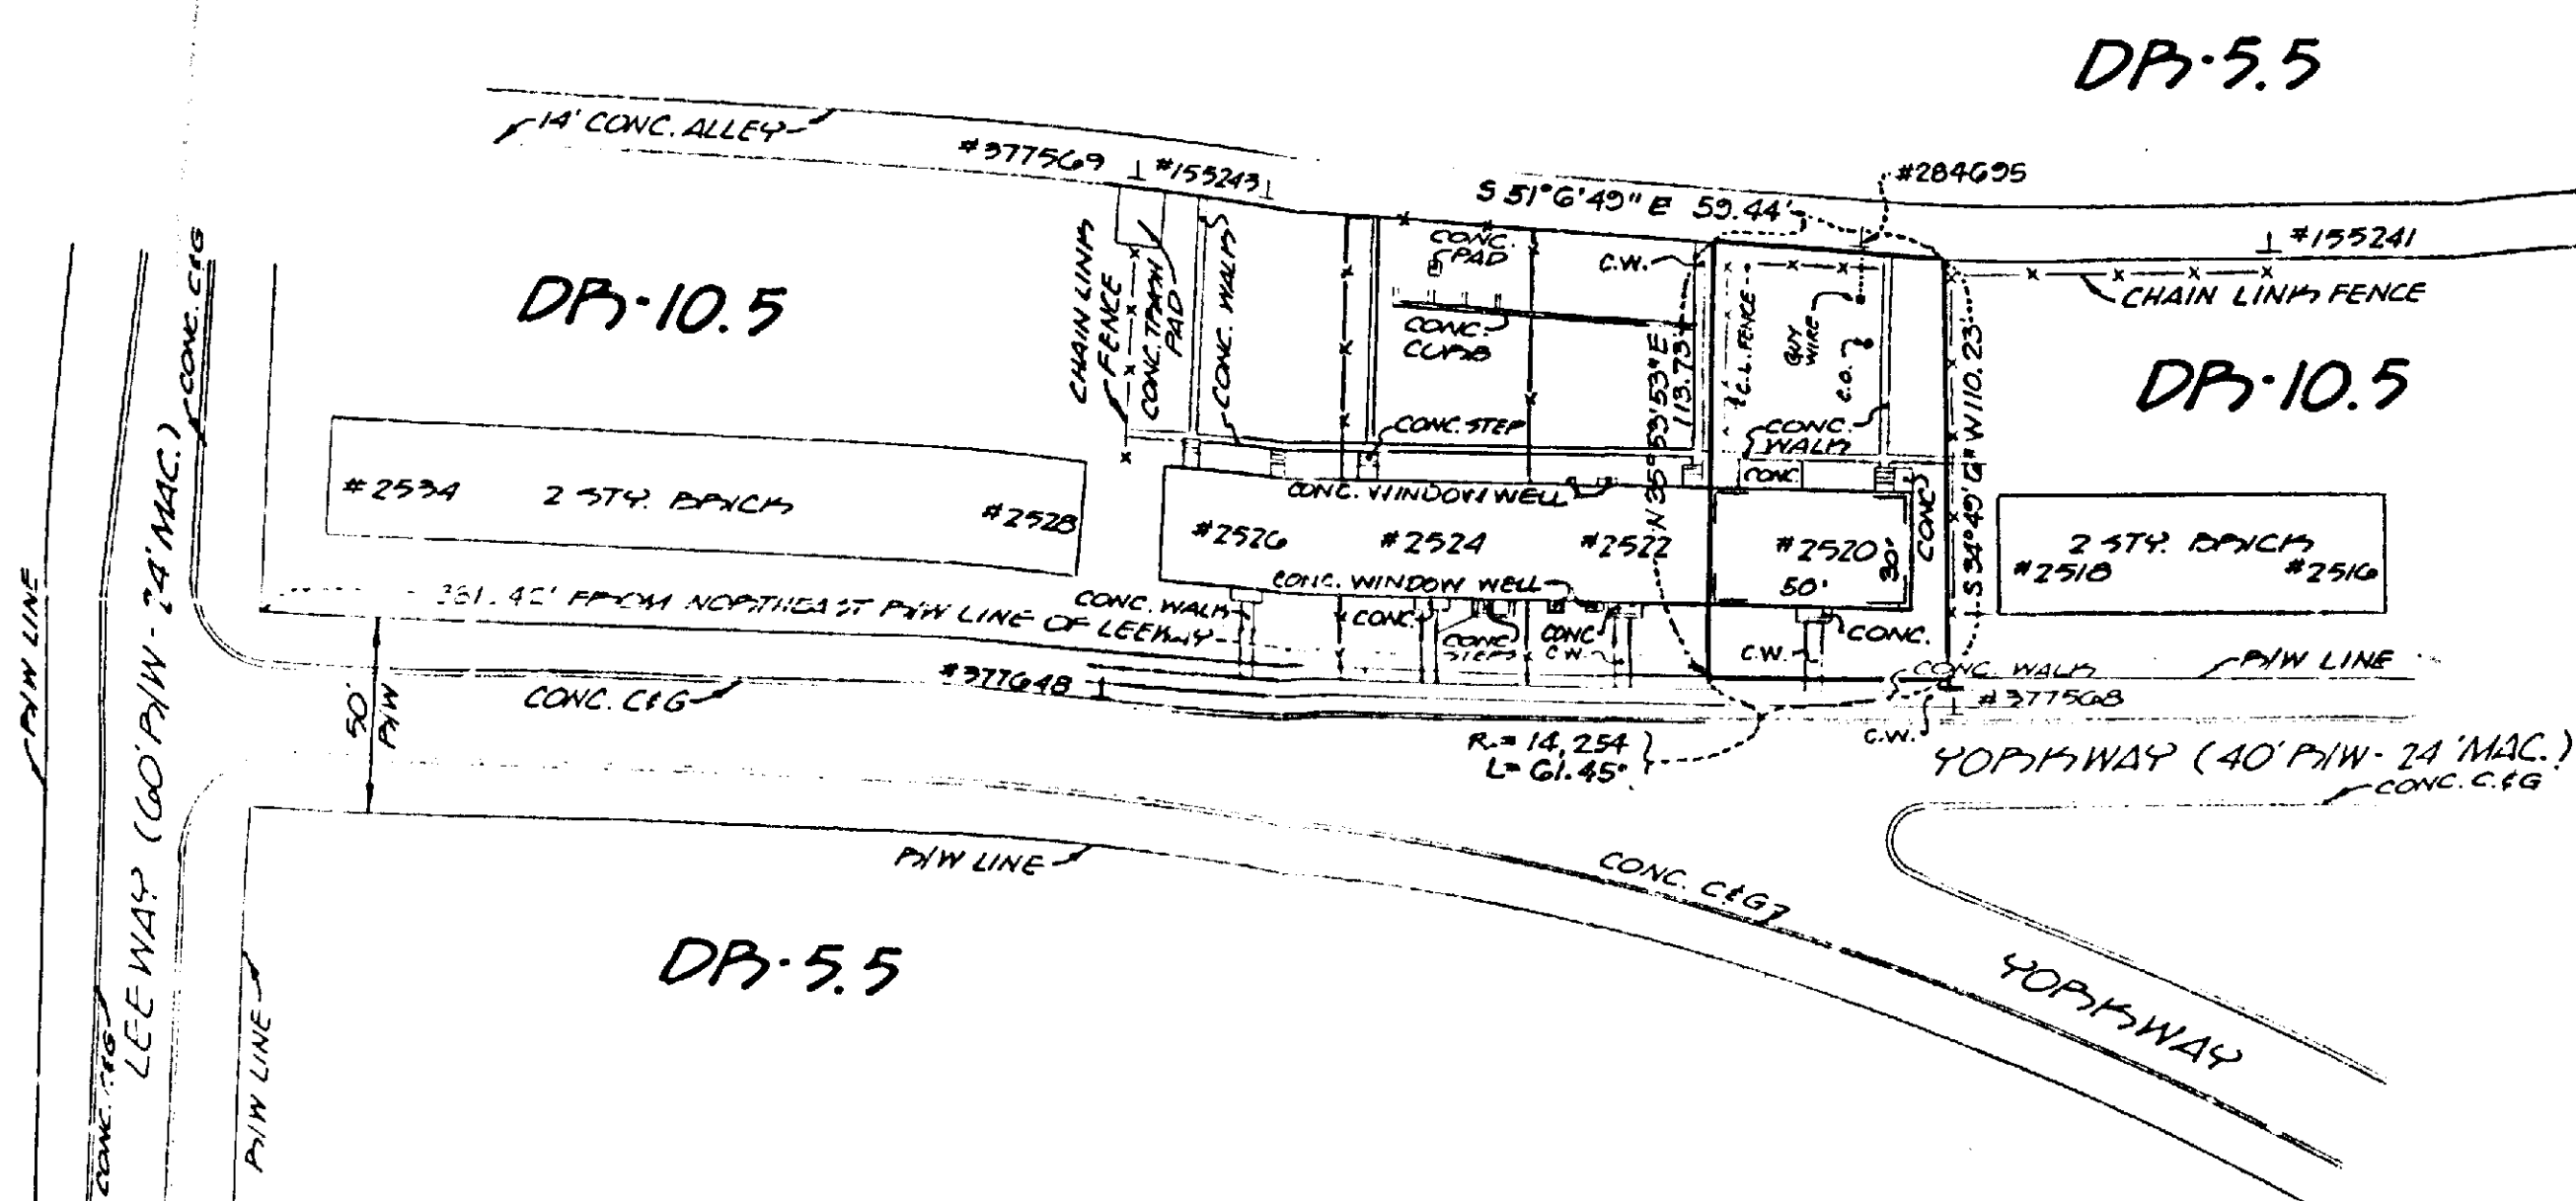 DR·5.5
14' CONC. ALLEY
#377569
#155243
S 51°6'49" E 59.44'
#284695
#155241
CONC. C&G
DR·10.5
CHAIN LINK
FENCE
CONC. TRASH
PAD
CONC. WALK
CONC.
PAD
C.W.
CONC.
CURB
N 35°53'53" E
113.73'
C.L. FENCE
GUY
WIRE
C.O.
S 34°49'6" W 110.23'
CHAIN LINK FENCE
DR·10.5
CONC. STEP
CONC.
WALK
CONC
CONC
#2534
2 STY. BRICK
#2528
CONC. WINDOW WELL
#2526
#2524
#2522
#2520
50'
30'
2 STY. BRICK
#2518
#2516
CONC. WINDOW WELL
FROM NORTHEAST R/W LINE OF LEEWAY
CONC. WALK
CONC.
CONC
STEPS
CONC
C.W.
C.W.
CONC.
CONC. WALK
R/W LINE
#377648
#377568
C.W.
CONC. C&G
50'
R/W
R/W LINE
LEEWAY (60' R/W - 24' MAC.)
R.= 14,254
L= 61.45'
YORKWAY (40' R/W - 24' MAC.)
CONC. C.&G
R/W LINE
CONC. C&G
DR·5.5
YORKWAY
R/W LINE
CONC. C&G